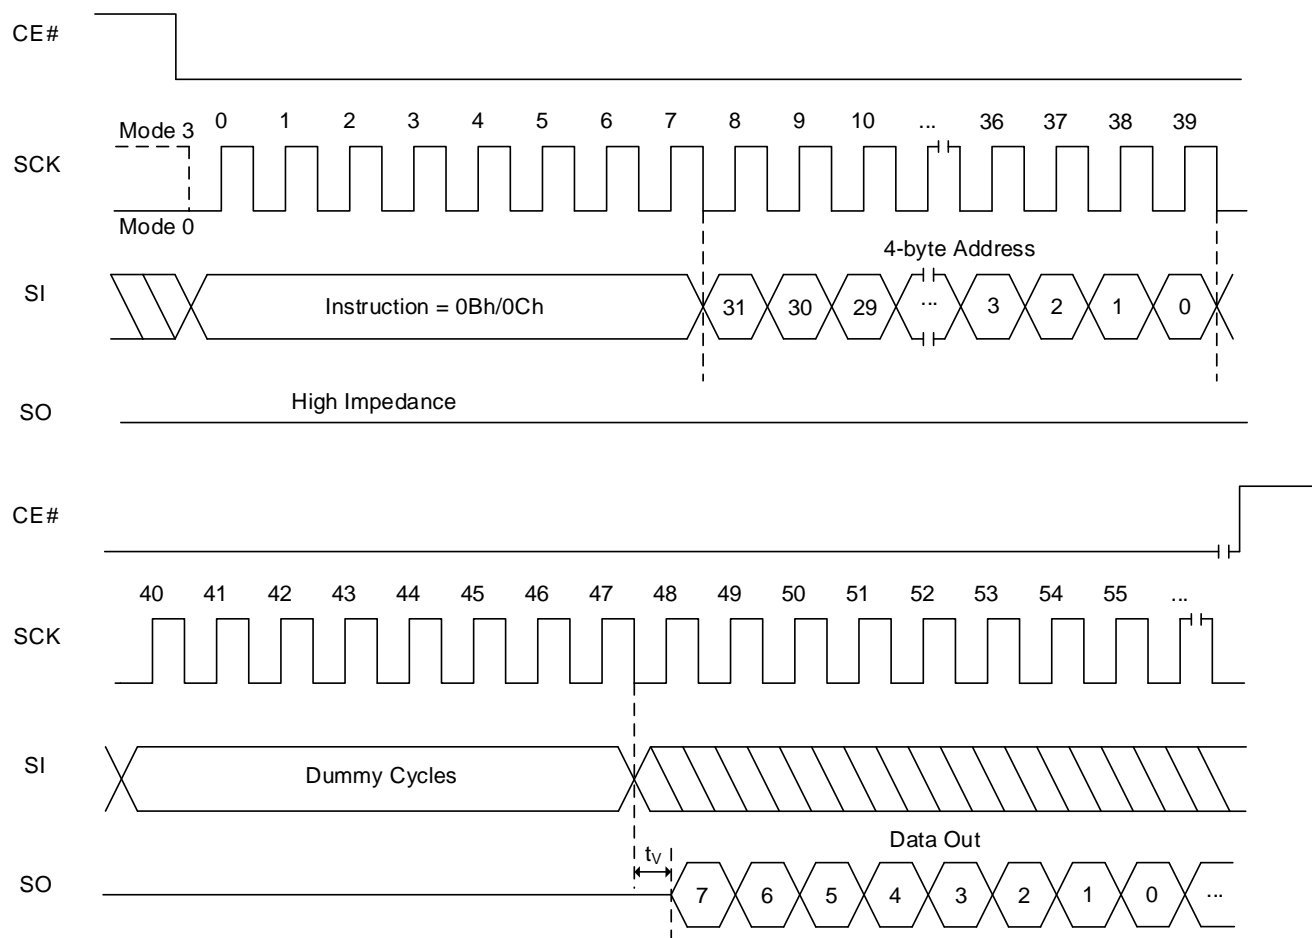 CE#
Mode 3 0 1 2 3 4 5 6 7 8 9 10 ... 36 37 38 39
SCK
Mode 0
4-byte Address
SI Instruction = 0Bh/0Ch 31 30 29 ... 3 2 1 0
High Impedance
SO
CE#
40 41 42 43 44 45 46 47 48 49 50 51 52 53 54 55 ...
SCK
SI Dummy Cycles
Data Out
tV
SO 7 6 5 4 3 2 1 0 ...